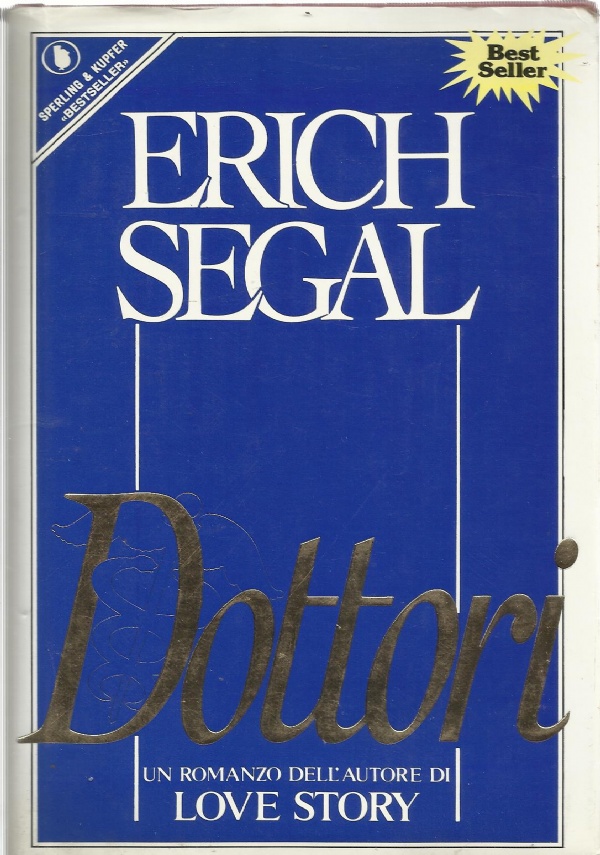 SPERLING & KUPFER
«BESTSELLER»
Best
Seller
ERICH
SEGAL
Dottori
UN ROMANZO DELL'AUTORE DI
LOVE STORY